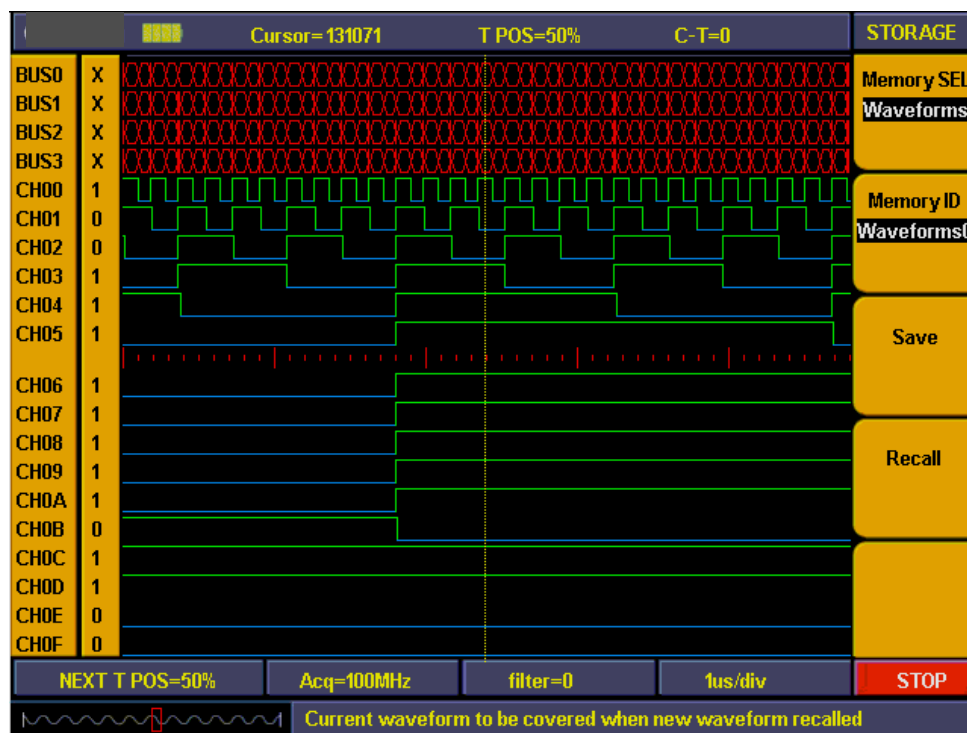 Cursor=131071 T POS=50% C-T=0 STORAGE
BUS0 X
BUS1 X
BUS2 X
BUS3 X
CH00 1
CH01 0
CH02 0
CH03 1
CH04 1
CH05 1
CH06 1
CH07 1
CH08 1
CH09 1
CH0A 1
CH0B 0
CH0C 1
CH0D 1
CH0E 0
CH0F 0
Memory SEL
Waveforms
Memory ID
Waveforms0
Save
Recall
NEXT T POS=50% Acq=100MHz filter=0 1us/div STOP
Current waveform to be covered when new waveform recalled